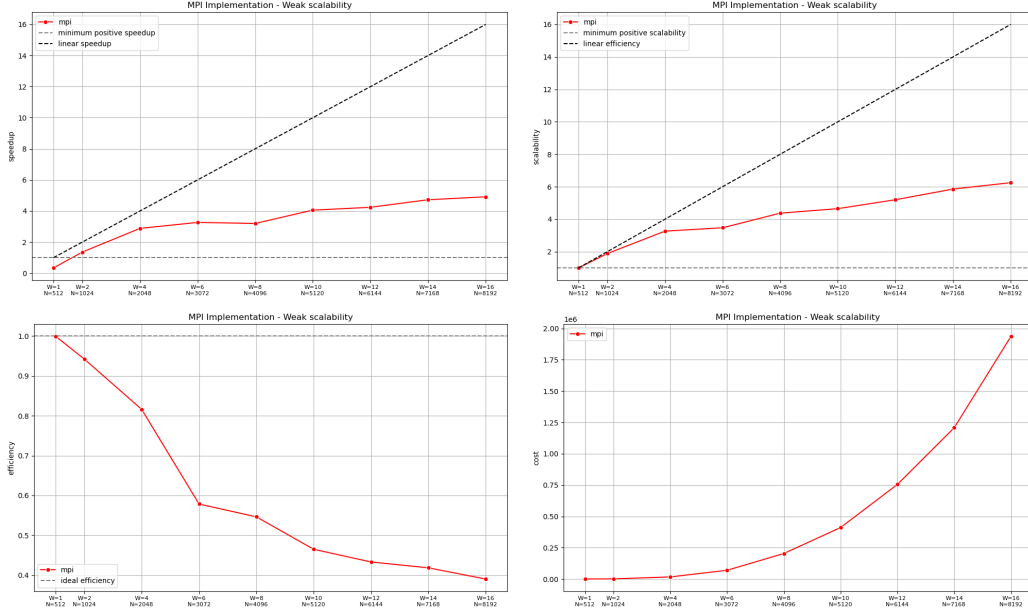 MPI Implementation - Weak scalability
mpi
minimum positive speedup
linear speedup
speedup
16
14
12
10
8
6
4
2
0
W=1 W=2 W=4 W=6 W=8 W=10 W=12 W=14 W=16
N=512 N=1024 N=2048 N=3072 N=4096 N=5120 N=6144 N=7168 N=8192
MPI Implementation - Weak scalability
mpi
minimum positive scalability
linear efficiency
scalability
16
14
12
10
8
6
4
2
W=1 W=2 W=4 W=6 W=8 W=10 W=12 W=14 W=16
N=512 N=1024 N=2048 N=3072 N=4096 N=5120 N=6144 N=7168 N=8192
MPI Implementation - Weak scalability
efficiency
1.0
0.9
0.8
0.7
0.6
0.5
0.4
mpi
ideal efficiency
W=1 W=2 W=4 W=6 W=8 W=10 W=12 W=14 W=16
N=512 N=1024 N=2048 N=3072 N=4096 N=5120 N=6144 N=7168 N=8192
MPI Implementation - Weak scalability
1e6
mpi
cost
2.00
1.75
1.50
1.25
1.00
0.75
0.50
0.25
0.00
W=1 W=2 W=4 W=6 W=8 W=10 W=12 W=14 W=16
N=512 N=1024 N=2048 N=3072 N=4096 N=5120 N=6144 N=7168 N=8192